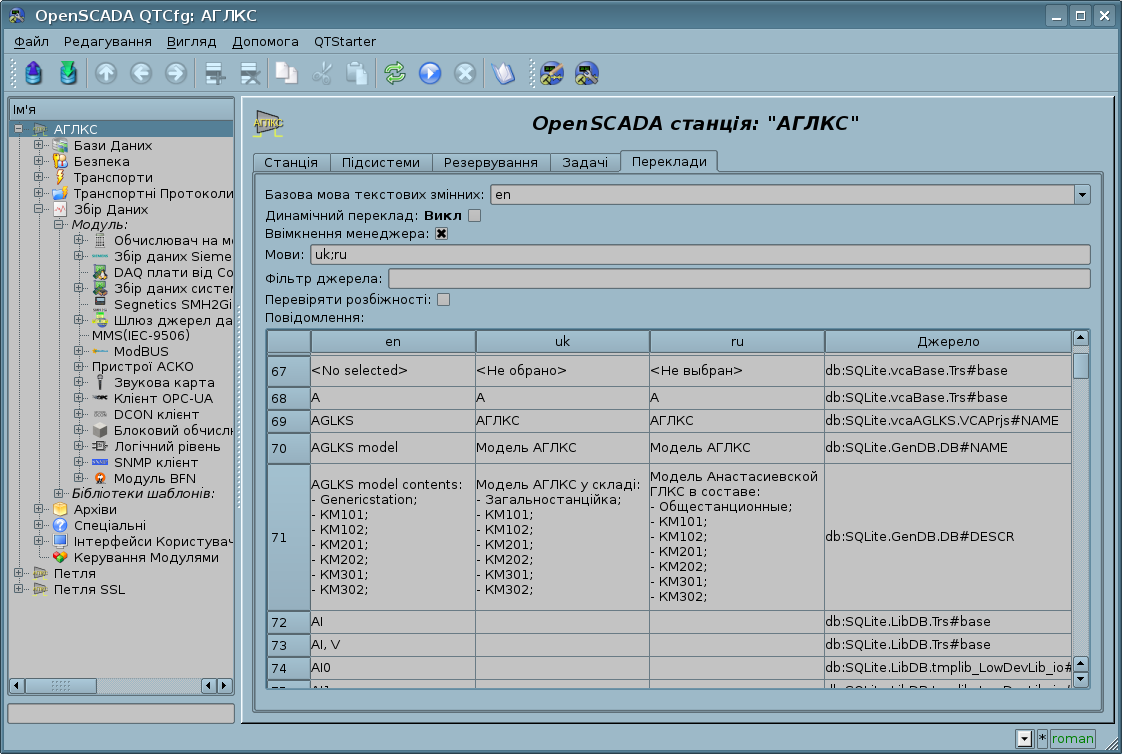 OpenSCADA QTCfg: АГЛКС
Файл Редагування Вигляд Допомога QTStarter
Ім'я
АГЛКС
Бази Даних
Безпека
Транспорти
Транспортні Протоколи
Збір Даних
Модуль:
Обчислювач на м
Збір даних Sieme
DAQ плати від Co
Збір даних систем
Segnetics SMH2Gi
Шлюз джерел да
MMS(IEC-9506)
ModBUS
Пристрої АСКО
Звукова карта
Клієнт OPC-UA
DCON клієнт
Блоковий обчисл
Логічний рівень
SNMP клієнт
Модуль BFN
Бібліотеки шаблонів:
Архіви
Спеціальні
Інтерфейси Користувач
Керування Модулями
Петля
Петля SSL
АГЛКС
OpenSCADA станція: "АГЛКС"
Станція Підсистеми Резервування Задачі Переклади
Базова мова текстових змінних: en
Динамічний переклад: Викл
Ввімкнення менеджера:
Мови: uk;ru
Фільтр джерела:
Перевіряти розбіжності:
Повідомлення:
en uk ru Джерело
67 <No selected> <Не обрано> <Не выбран> db:SQLite.vcaBase.Trs#base
68 A A A db:SQLite.vcaBase.Trs#base
69 AGLKS АГЛКС АГЛКС db:SQLite.vcaAGLKS.VCAPrjs#NAME
70 AGLKS model Модель АГЛКС Модель АГЛКС db:SQLite.GenDB.DB#NAME
71
AGLKS model contents:
- Genericstation;
- KM101;
- KM102;
- KM201;
- KM202;
- KM301;
- KM302;
Модель АГЛКС у складі:
- Загальностанційка;
- КМ101;
- КМ102;
- КМ201;
- КМ202;
- КМ301;
- КМ302;
Модель Анастасиевской
ГЛКС в составе:
- Общестанционные;
- КМ101;
- КМ102;
- КМ201;
- КМ202;
- КМ301;
- КМ302;
db:SQLite.GenDB.DB#DESCR
72 AI db:SQLite.LibDB.Trs#base
73 AI, \/ db:SQLite.LibDB.Trs#base
74 AI0 db:SQLite.LibDB.tmplib_LowDevLib_io#
* roman